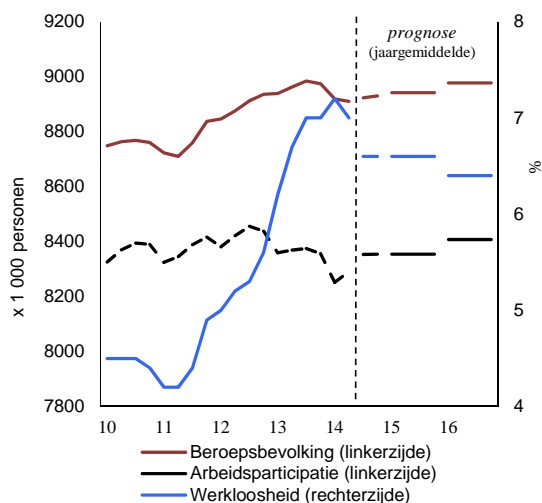 9200
9000
8800
8600
8400
8200
8000
7800
x 1 000 personen
8
7
6
5
4
%
prognose
(jaargemiddelde)
10 11 12 13 14 15 16
Beroepsbevolking (linkerzijde)
Arbeidsparticipatie (linkerzijde)
Werkloosheid (rechterzijde)